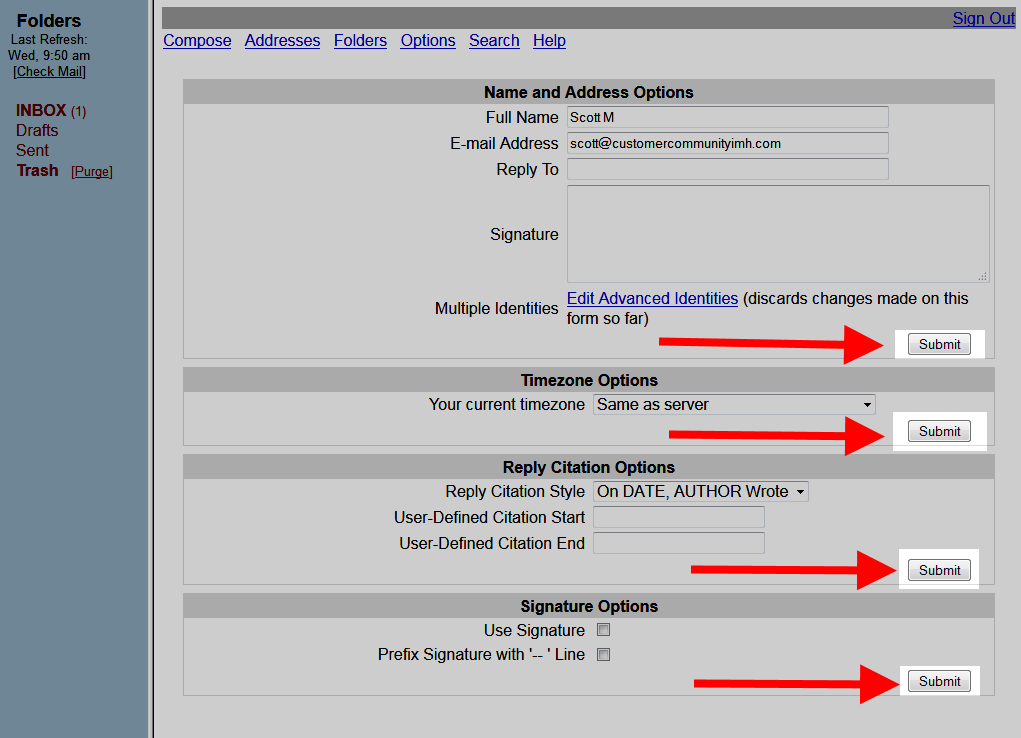 Folders
Last Refresh:
Wed, 9:50 am
[Check Mail]
INBOX (1)
Drafts
Sent
Trash [Purge]
Sign Out
Compose Addresses Folders Options Search Help
Name and Address Options
Full Name Scott M
E-mail Address scott@customercommunityimh.com
Reply To
Signature
Multiple Identities Edit Advanced Identities (discards changes made on this
form so far)
Submit
Timezone Options
Your current timezone Same as server
Submit
Reply Citation Options
Reply Citation Style On DATE, AUTHOR Wrote
User-Defined Citation Start
User-Defined Citation End
Submit
Signature Options
Use Signature
Prefix Signature with '-- ' Line
Submit